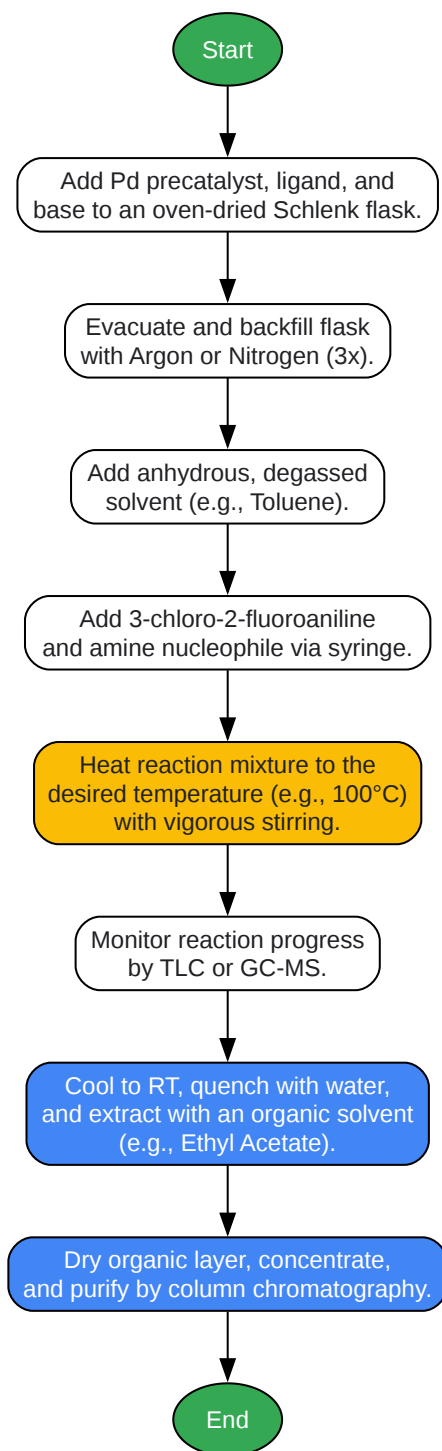 Start
Add Pd precatalyst, ligand, and
base to an oven-dried Schlenk flask.
Evacuate and backfill flask
with Argon or Nitrogen (3x).
Add anhydrous, degassed
solvent (e.g., Toluene).
Add 3-chloro-2-fluoroaniline
and amine nucleophile via syringe.
Heat reaction mixture to the
desired temperature (e.g., 100°C)
with vigorous stirring.
Monitor reaction progress
by TLC or GC-MS.
Cool to RT, quench with water,
and extract with an organic solvent
(e.g., Ethyl Acetate).
Dry organic layer, concentrate,
and purify by column chromatography.
End